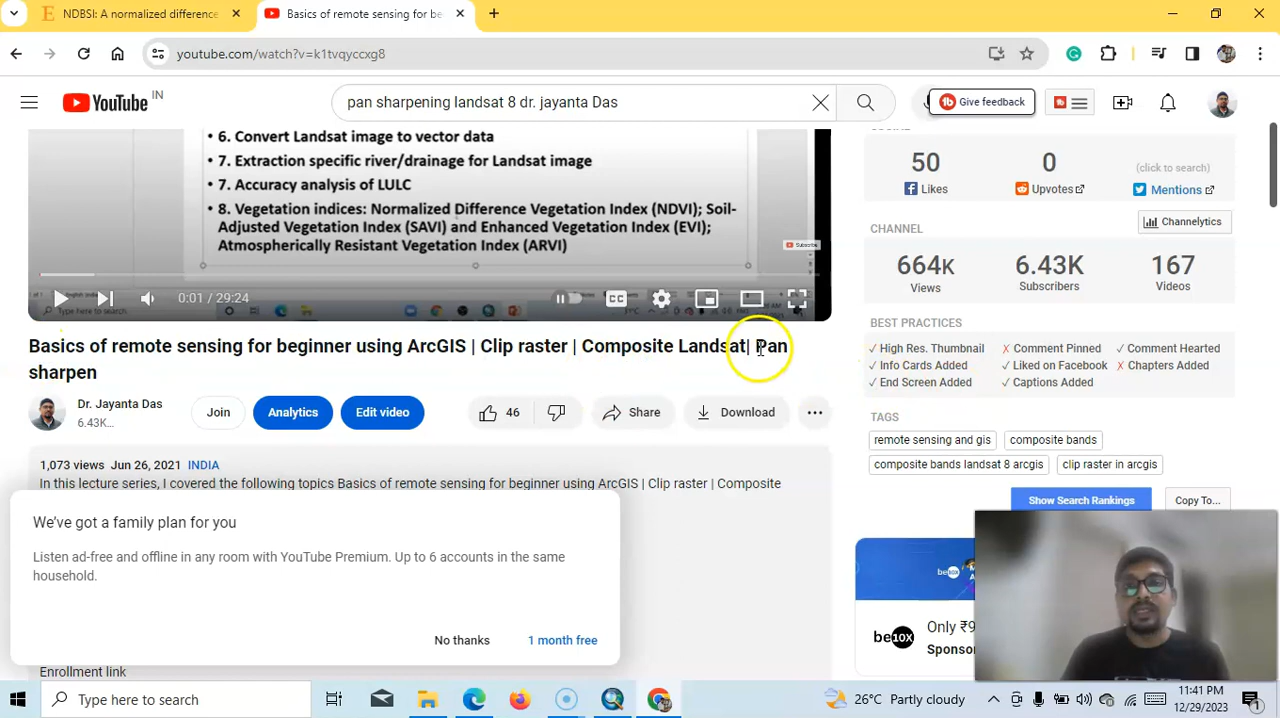 NDBSI: A normalized difference
Basics of remote sensing for be
youtube.com/watch?v=k1tvqyccxg8
YouTube IN
pan sharpening landsat 8 dr. jayanta Das
Give feedback
• 6. Convert Landsat image to vector data
• 7. Extraction specific river/drainage for Landsat image
• 7. Accuracy analysis of LULC
• 8. Vegetation indices: Normalized Difference Vegetation Index (NDVI); Soil-
Adjusted Vegetation Index (SAVI) and Enhanced Vegetation Index (EVI);
Atmospherically Resistant Vegetation Index (ARVI)
Subscribe
0:01 / 29:24
CC
Basics of remote sensing for beginner using ArcGIS | Clip raster | Composite Landsat| Pan
sharpen
Dr. Jayanta Das
6.43K...
Join
Analytics
Edit video
46
Share
Download
1,073 views Jun 26, 2021 INDIA
In this lecture series, I covered the following topics Basics of remote sensing for beginner using ArcGIS | Clip raster | Composite
We've got a family plan for you
Listen ad-free and offline in any room with YouTube Premium. Up to 6 accounts in the same
household.
No thanks
1 month free
Enrollment link
50
Likes
0
Upvotes
(click to search)
Mentions
CHANNEL
Channelytics
664K
Views
6.43K
Subscribers
167
Videos
BEST PRACTICES
✓ High Res. Thumbnail
✗ Comment Pinned
✓ Comment Hearted
✓ Info Cards Added
✓ Liked on Facebook
✗ Chapters Added
✓ End Screen Added
✓ Captions Added
TAGS
remote sensing and gis
composite bands
composite bands landsat 8 arcgis
clip raster in arcgis
Show Search Rankings
Copy To...
be10x
be10X
Only ₹9
Sponsor
Type here to search
26°C Partly cloudy
11:41 PM
12/29/2023